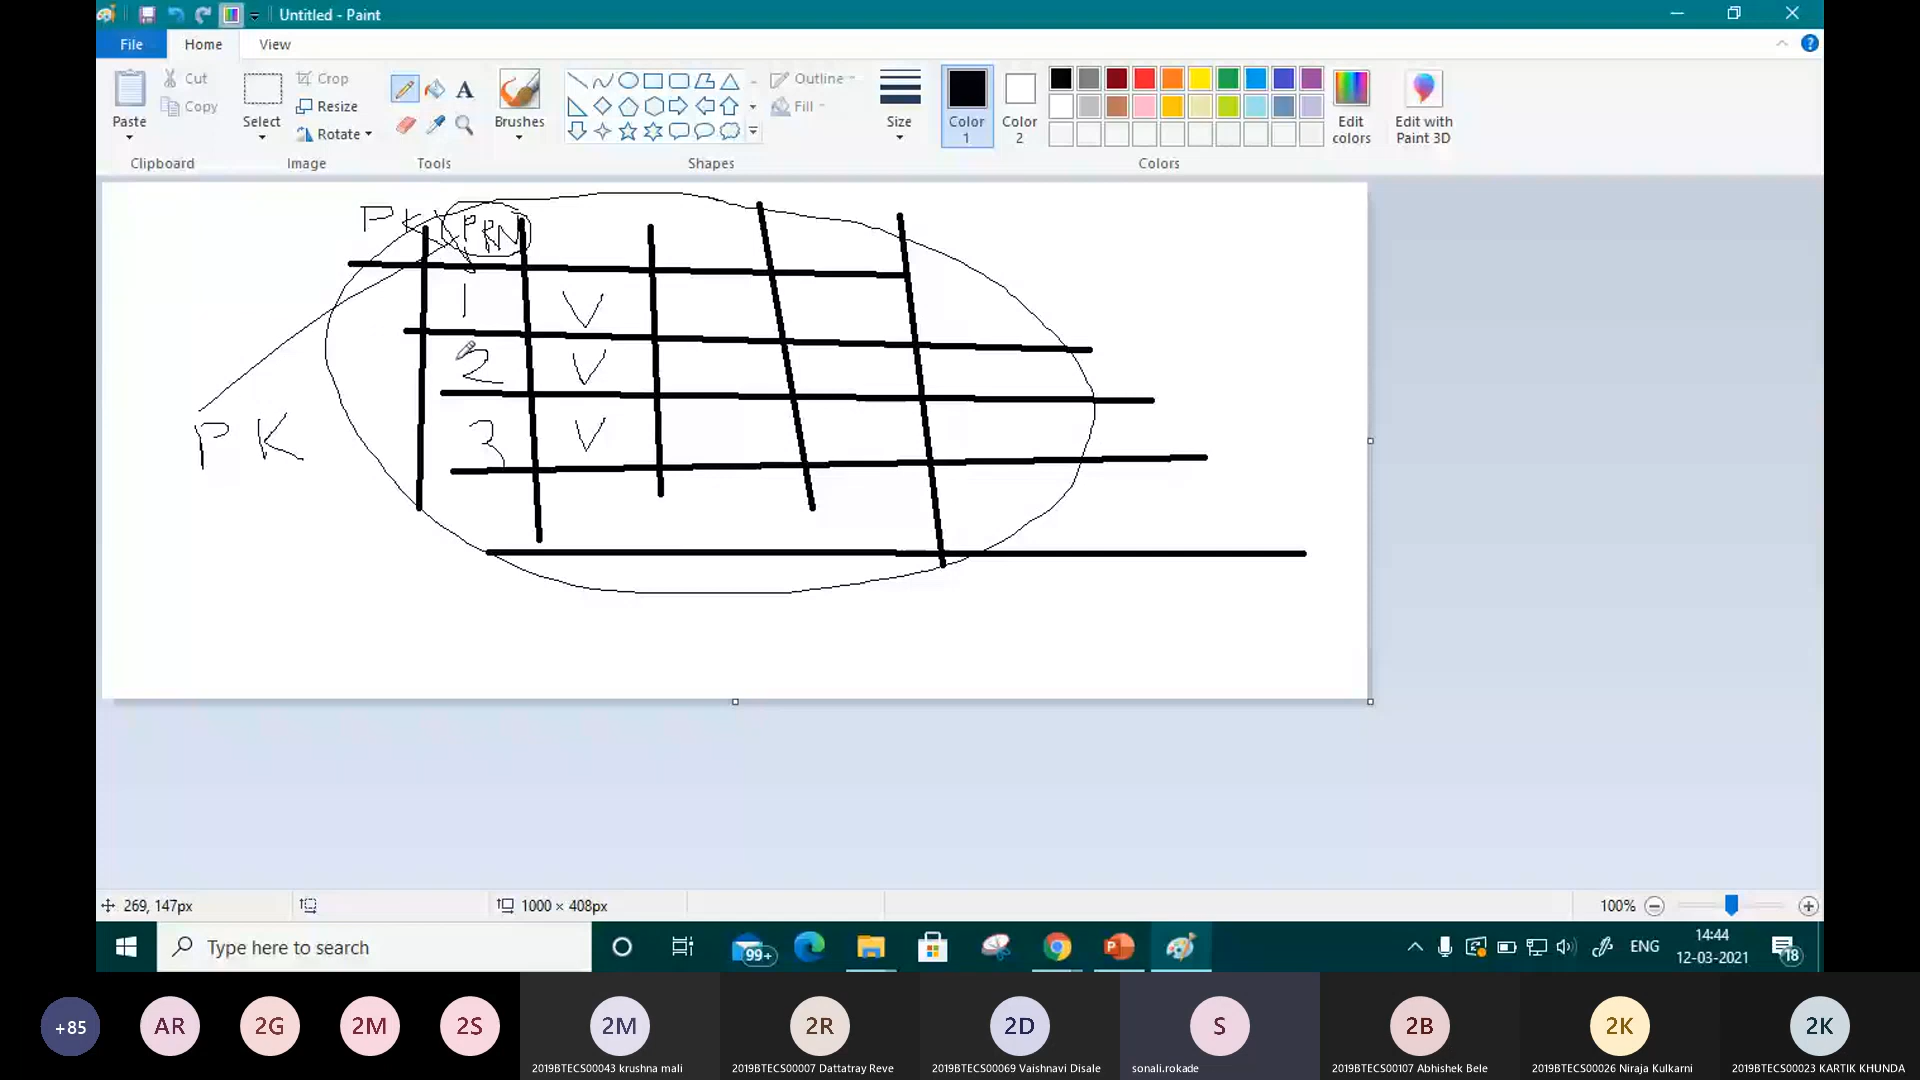 Untitled - Paint
File Home View
Paste Cut Copy Clipboard
Select Crop Resize Rotate Image
Tools
Brushes
Shapes Outline Fill
Size
Color 1 Color 2 Edit colors Edit with Paint 3D
Colors
PK PRN
1 V
2 V
3 V
PK
269, 147px 1000 × 408px 100%
Type here to search 99+ ENG 14:44
12-03-2021 18
+85 AR 2G 2M 2S 2M 2R 2D S 2B 2K 2K
2019BTECS00043 krushna mali 2019BTECS00007 Dattatray Reve 2019BTECS00069 Vaishnavi Disale sonali.rokade 2019BTECS00107 Abhishek Bele 2019BTECS00026 Niraja Kulkarni 2019BTECS00023 KARTIK KHUNDA